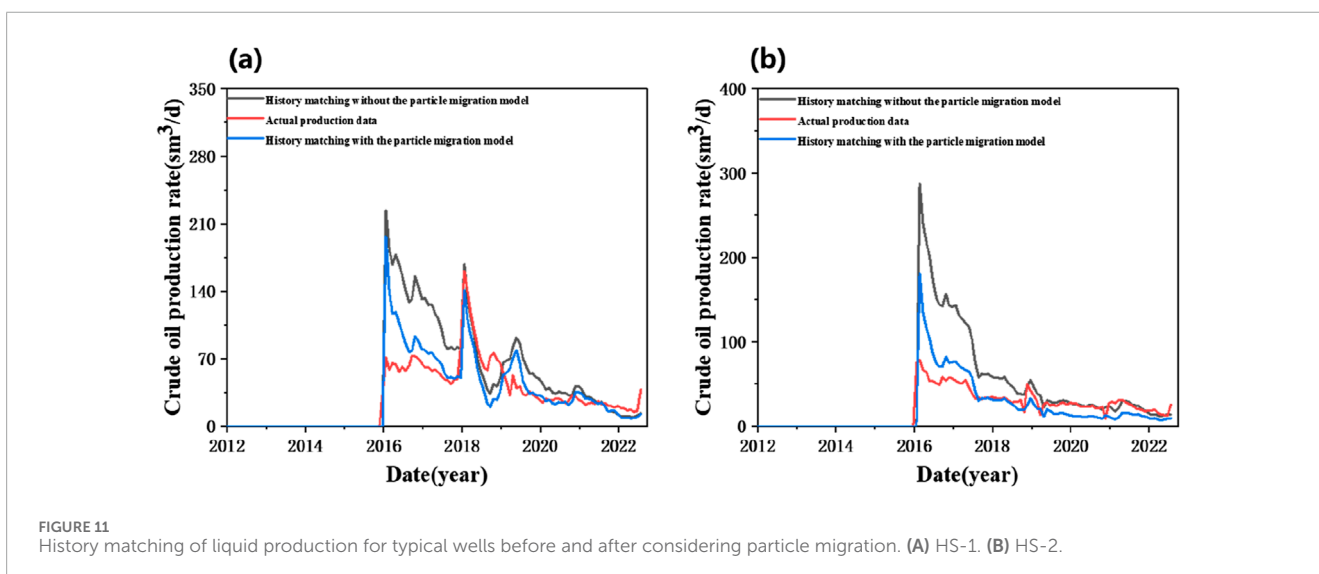 (a)
350
280
210
140
70
0
Crude oil production rate(sm³/d)
History matching without the particle migration model
Actual production data
History matching with the particle migration model
2012 2014 2016 2018 2020 2022
Date(year)
(b)
400
300
200
100
0
Crude oil production rate(sm³/d)
History matching without the particle migration model
Actual production data
History matching with the particle migration model
2012 2014 2016 2018 2020 2022
Date(year)
FIGURE 11
History matching of liquid production for typical wells before and after considering particle migration. (A) HS-1. (B) HS-2.